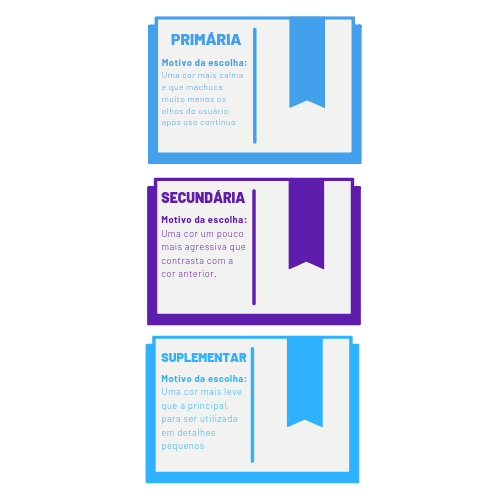 PRIMÁRIA
Motivo da escolha:
Uma cor mais calma
e que machuca
muito menos os
olhos do usuário
após uso contínuo
SECUNDÁRIA
Motivo da escolha:
Uma cor um pouco
mais agressiva que
contrasta com a
cor anterior.
SUPLEMENTAR
Motivo da escolha:
Uma cor mais leve
que a principal,
para ser utilizada
em detalhes
pequenos